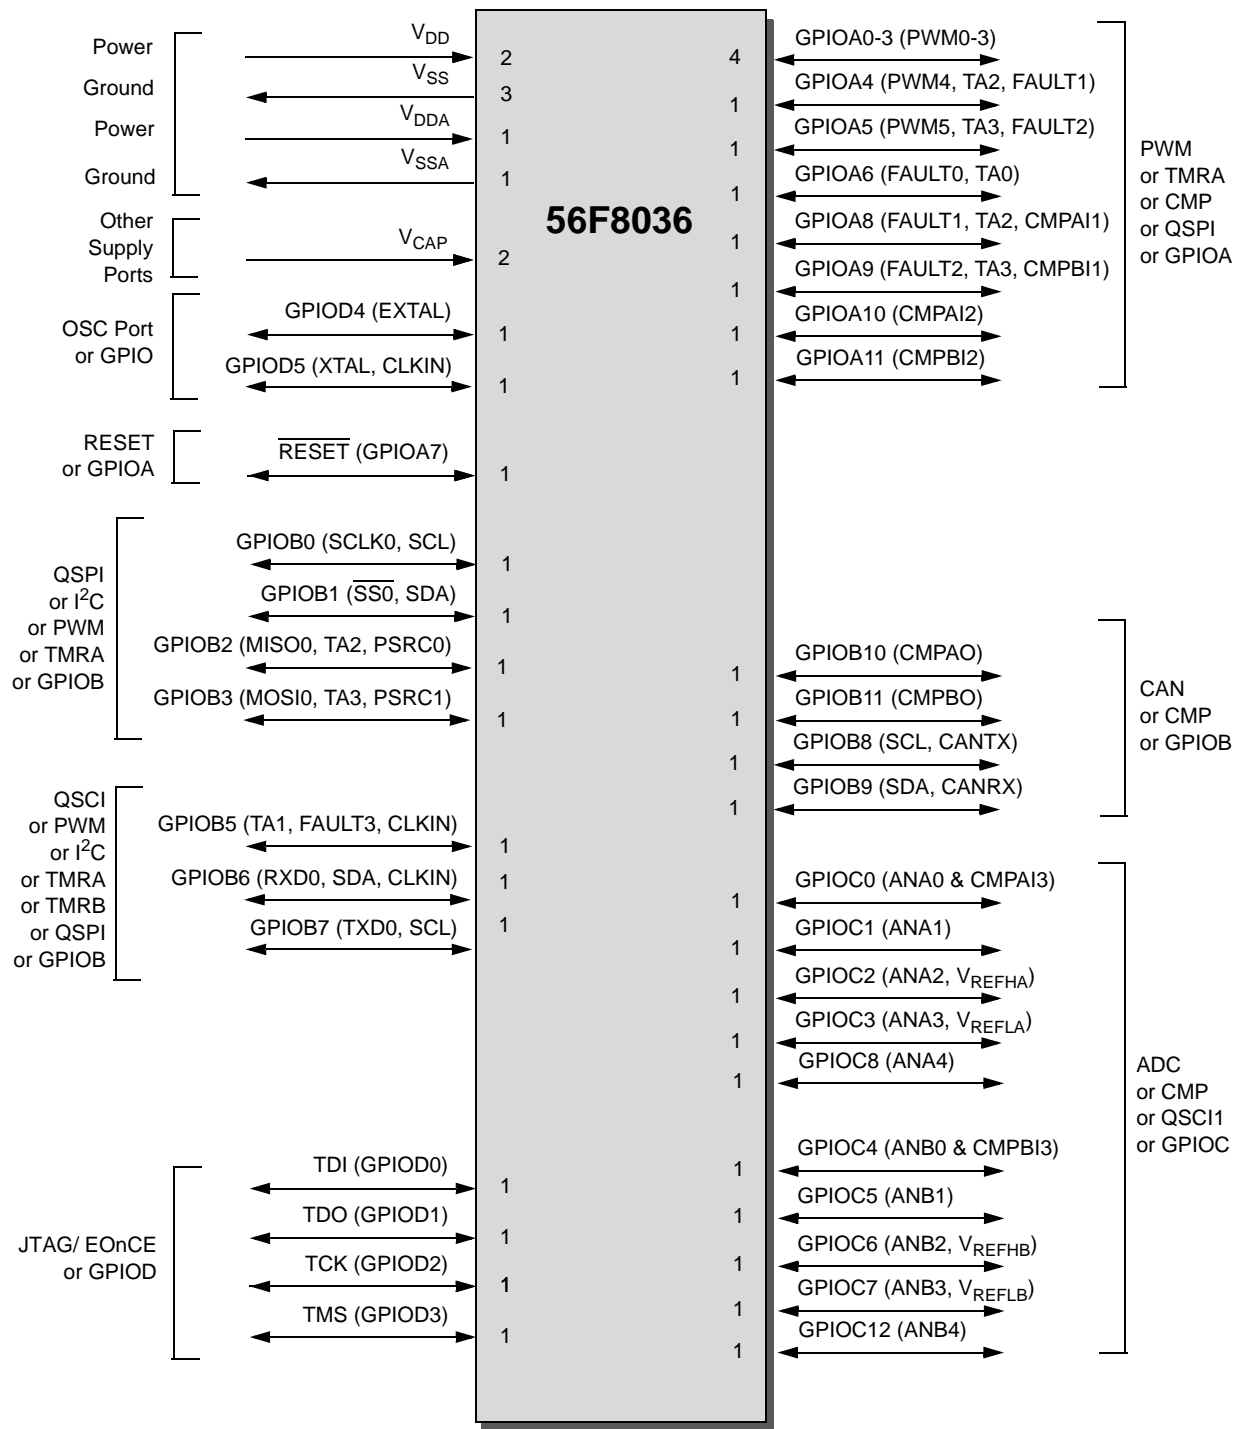 56F8036
Power
V_DD
2
Ground
V_SS
3
Power
V_DDA
1
Ground
V_SSA
1
Other
Supply
Ports
V_CAP
2
OSC Port
or GPIO
GPIOD4 (EXTAL)
1
GPIOD5 (XTAL, CLKIN)
1
RESET
or GPIOA
RESET (GPIOA7)
1
QSPI
or I²C
or PWM
or TMRA
or GPIOB
GPIOB0 (SCLK0, SCL)
1
GPIOB1 (SS0, SDA)
1
GPIOB2 (MISO0, TA2, PSRC0)
1
GPIOB3 (MOSI0, TA3, PSRC1)
1
QSCI
or PWM
or I²C
or TMRA
or TMRB
or QSPI
or GPIOB
GPIOB5 (TA1, FAULT3, CLKIN)
1
GPIOB6 (RXD0, SDA, CLKIN)
1
GPIOB7 (TXD0, SCL)
1
JTAG/ EOnCE
or GPIOD
TDI (GPIOD0)
1
TDO (GPIOD1)
1
TCK (GPIOD2)
1
TMS (GPIOD3)
1
4
GPIOA0-3 (PWM0-3)
1
GPIOA4 (PWM4, TA2, FAULT1)
1
GPIOA5 (PWM5, TA3, FAULT2)
1
GPIOA6 (FAULT0, TA0)
1
GPIOA8 (FAULT1, TA2, CMPAI1)
1
GPIOA9 (FAULT2, TA3, CMPBI1)
1
GPIOA10 (CMPAI2)
1
GPIOA11 (CMPBI2)
PWM
or TMRA
or CMP
or QSPI
or GPIOA
1
GPIOB10 (CMPAO)
1
GPIOB11 (CMPBO)
1
GPIOB8 (SCL, CANTX)
1
GPIOB9 (SDA, CANRX)
CAN
or CMP
or GPIOB
1
GPIOC0 (ANA0 & CMPAI3)
1
GPIOC1 (ANA1)
1
GPIOC2 (ANA2, V_REFHA)
1
GPIOC3 (ANA3, V_REFLA)
1
GPIOC8 (ANA4)
1
GPIOC4 (ANB0 & CMPBI3)
1
GPIOC5 (ANB1)
1
GPIOC6 (ANB2, V_REFHB)
1
GPIOC7 (ANB3, V_REFLB)
1
GPIOC12 (ANB4)
ADC
or CMP
or QSCI1
or GPIOC